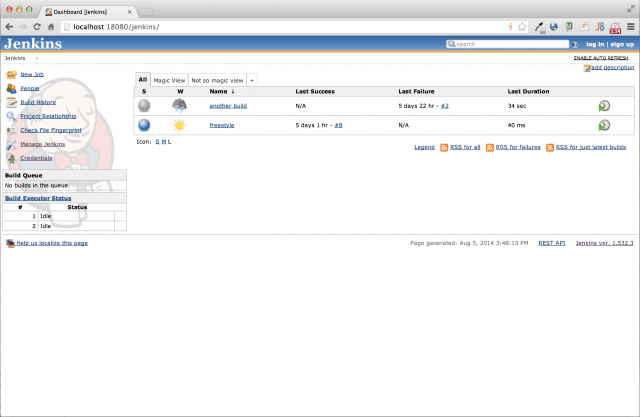 Dashboard [Jenkins]
localhost:18080/jenkins/
Jenkins
search
log in | sign up
Jenkins
ENABLE AUTO REFRESH
add description
New Job
People
Build History
Project Relationship
Check File Fingerprint
Manage Jenkins
Credentials
All Magic View Not so magic view +
S W Name ↓ Last Success Last Failure Last Duration
another build N/A 5 days 22 hr - #2 34 sec
freestyle 5 days 1 hr - #8 N/A 40 ms
Icon: S M L
Legend RSS for all RSS for failures RSS for just latest builds
Build Queue
No builds in the queue.
Build Executor Status
# Status
1 Idle
2 Idle
Help us localize this page
Page generated: Aug 5, 2014 3:48:13 PM REST API Jenkins ver. 1.532.3